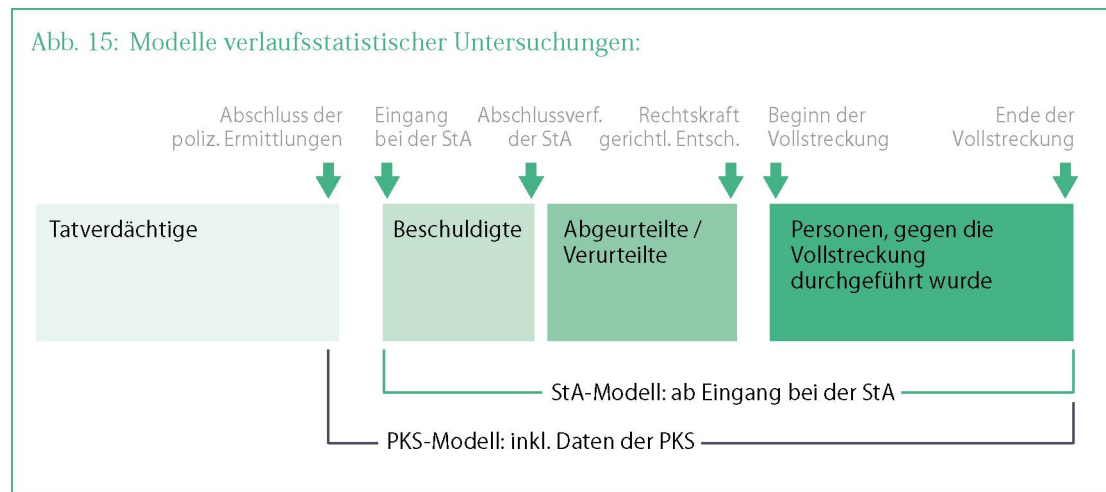 Abb. 15: Modelle verlaufsstatistischer Untersuchungen:
Abschluss der
poliz. Ermittlungen
Eingang
bei der StA
Abschlussverf.
der StA
Rechtskraft
gerichtl. Entsch.
Beginn der
Vollstreckung
Ende der
Vollstreckung
Tatverdächtige
Beschuldigte
Abgeurteilte /
Verurteilte
Personen, gegen die
Vollstreckung
durchgeführt wurde
StA-Modell: ab Eingang bei der StA
PKS-Modell: inkl. Daten der PKS